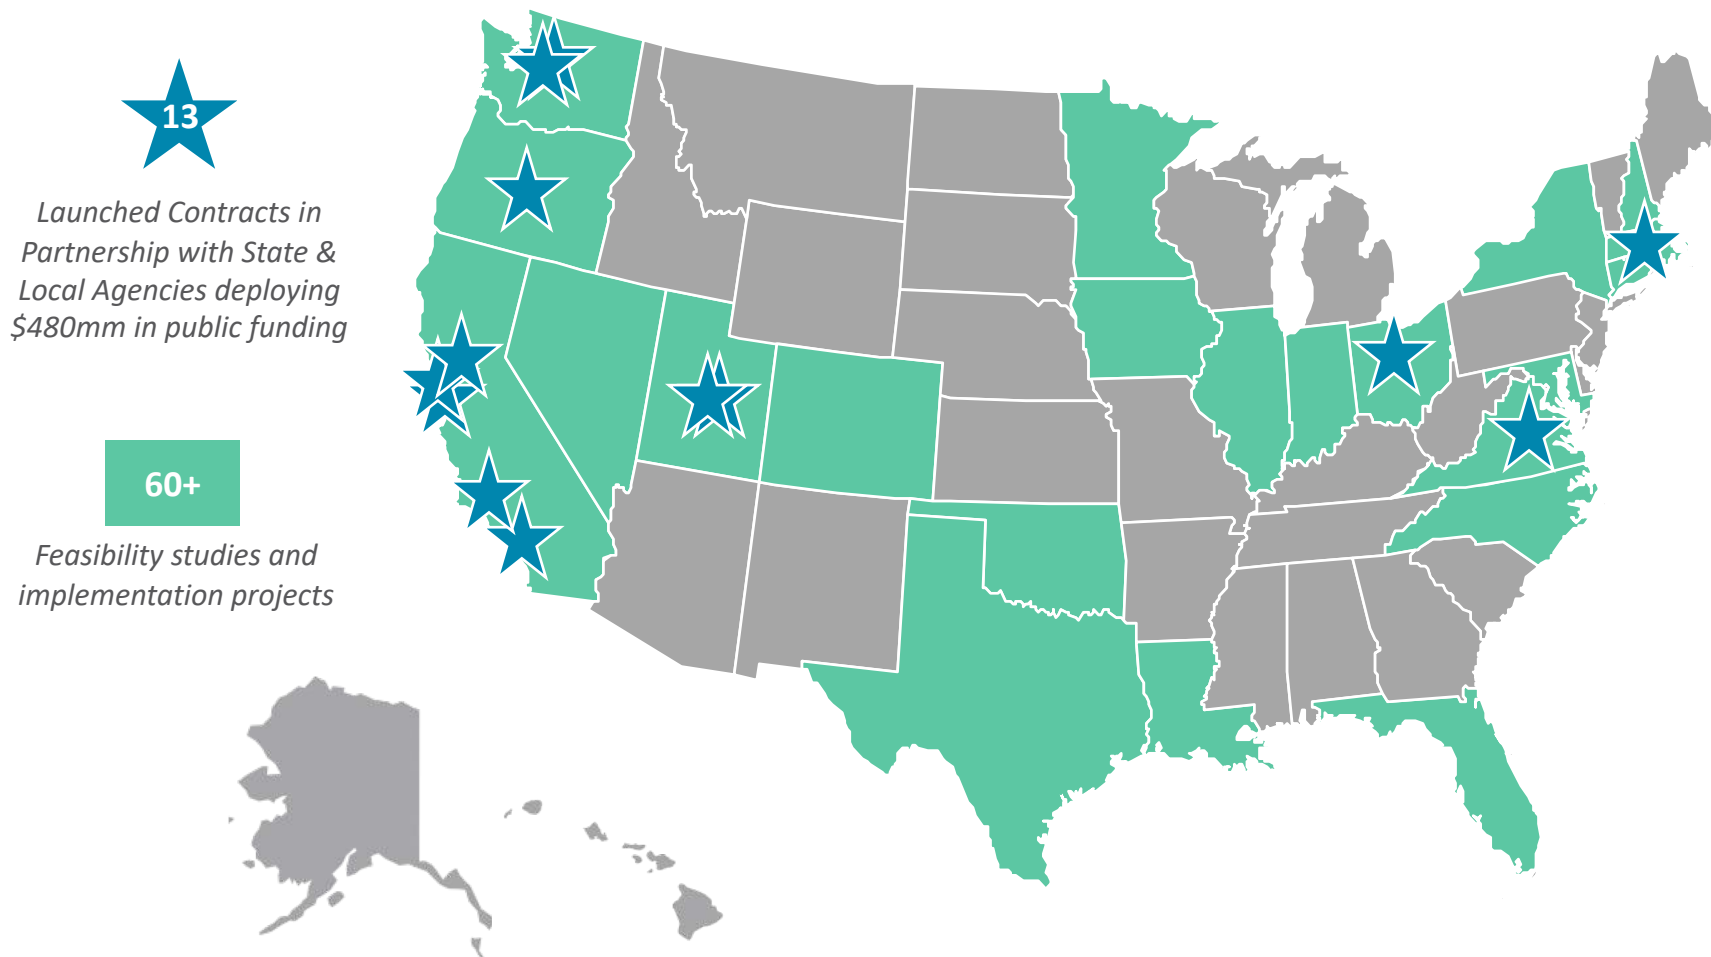 13
Launched Contracts in
Partnership with State &
Local Agencies deploying
$480mm in public funding
60+
Feasibility studies and
implementation projects